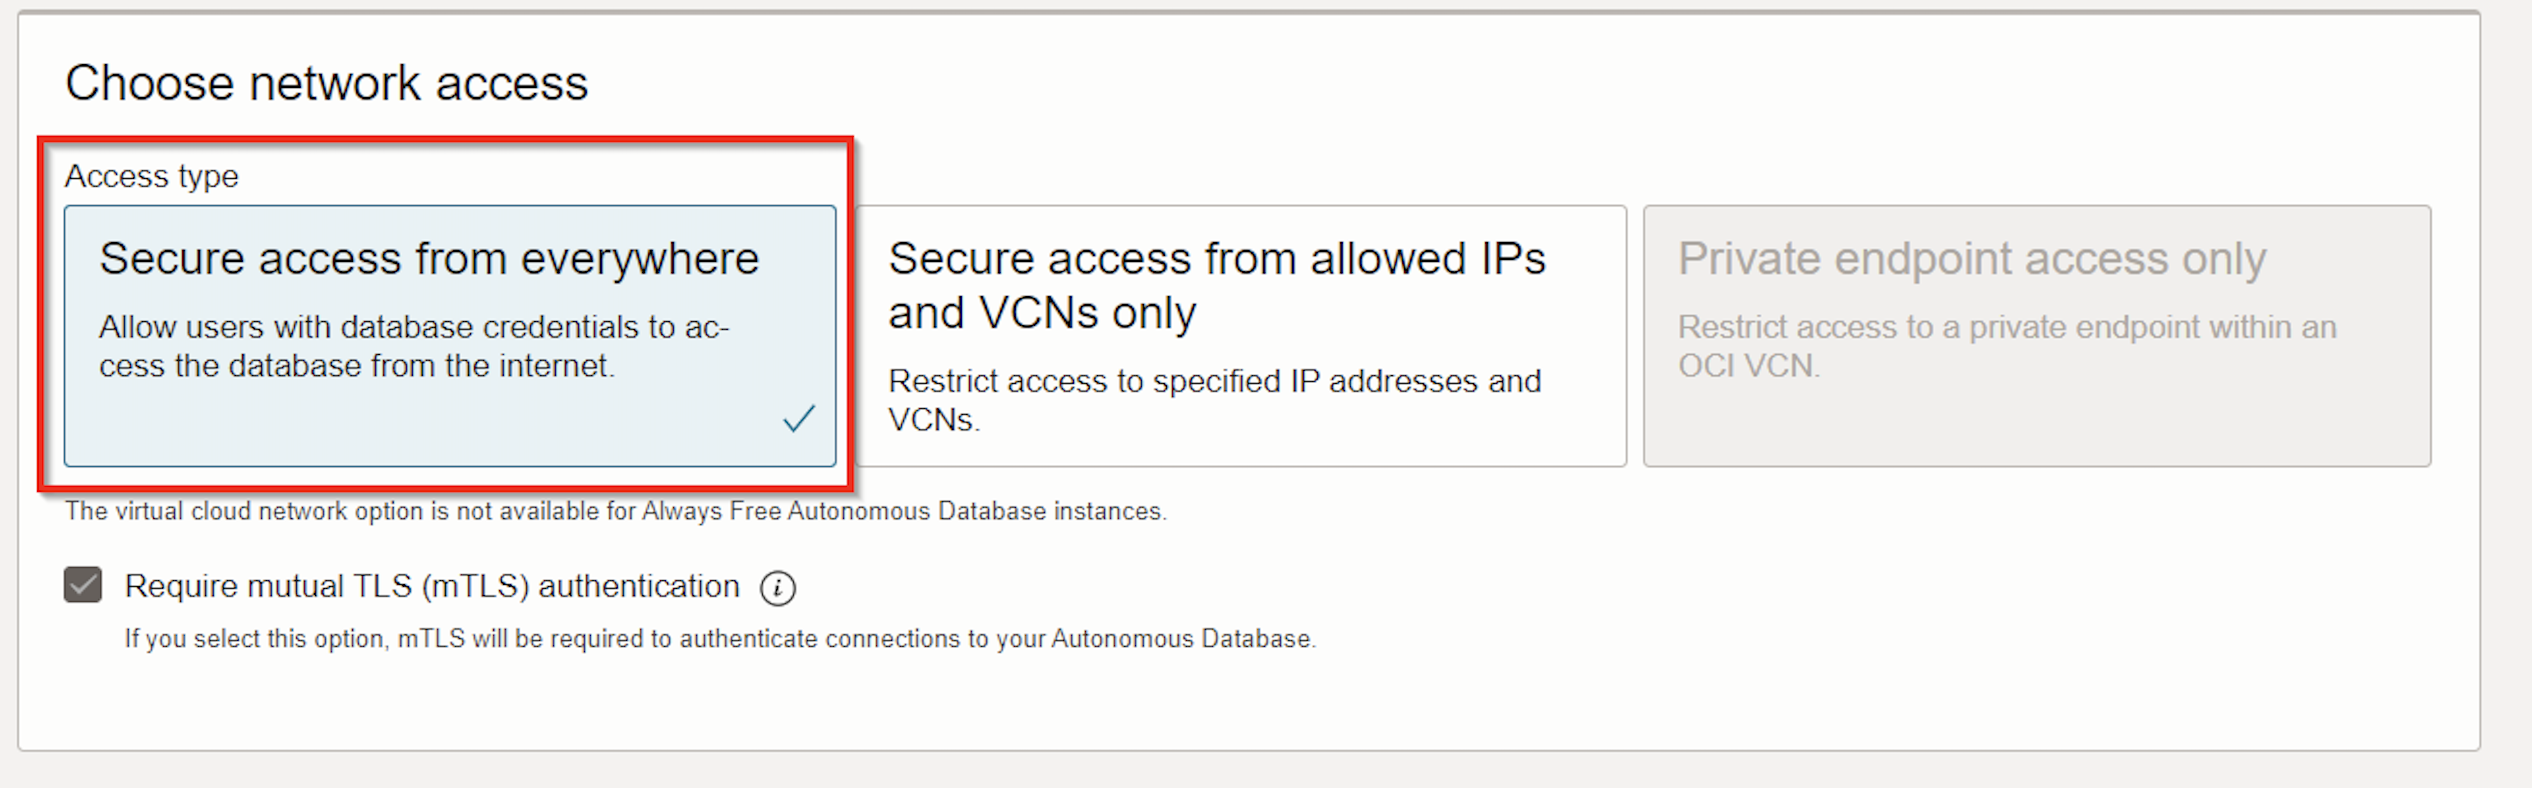 Choose network access
Access type
Secure access from everywhere
Allow users with database credentials to ac-
cess the database from the internet.
Secure access from allowed IPs
and VCNs only
Restrict access to specified IP addresses and
VCNs.
Private endpoint access only
Restrict access to a private endpoint within an
OCI VCN.
The virtual cloud network option is not available for Always Free Autonomous Database instances.
Require mutual TLS (mTLS) authentication
If you select this option, mTLS will be required to authenticate connections to your Autonomous Database.